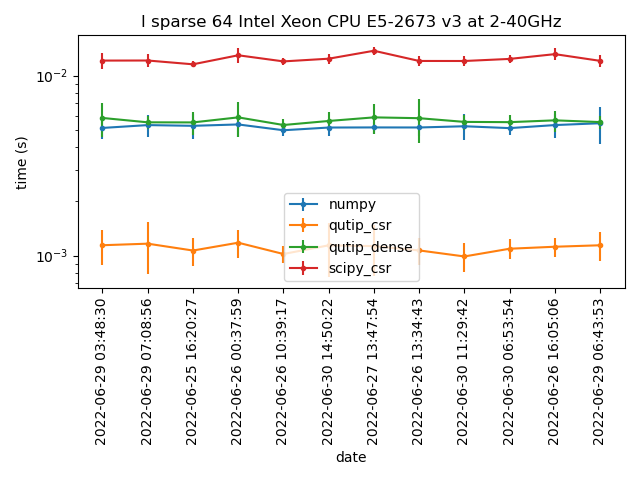 I sparse 64 Intel Xeon CPU E5-2673 v3 at 2-40GHz
time (s)
10⁻²
10⁻³
numpy
qutip_csr
qutip_dense
scipy_csr
2022-06-29 03:48:30
2022-06-29 07:08:56
2022-06-25 16:20:27
2022-06-26 00:37:59
2022-06-26 10:39:17
2022-06-30 14:50:22
2022-06-27 13:47:54
2022-06-26 13:34:43
2022-06-30 11:29:42
2022-06-30 06:53:54
2022-06-26 16:05:06
2022-06-29 06:43:53
date